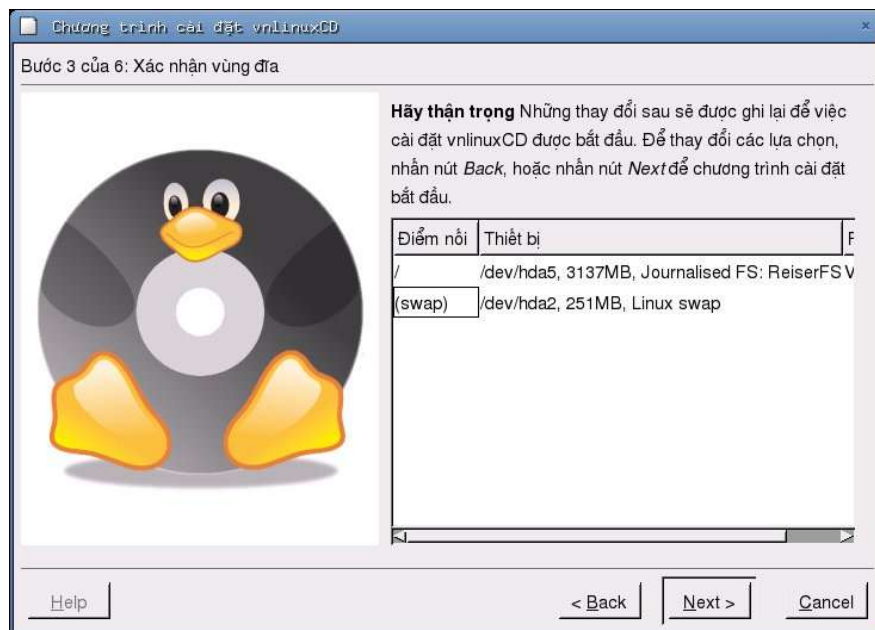 Chương trình cài đặt vnlinuxCD
Bước 3 của 6: Xác nhận vùng đĩa
Hãy thận trọng Những thay đổi sau sẽ được ghi lại để việc
cài đặt vnlinuxCD được bắt đầu. Để thay đổi các lựa chọn,
nhấn nút Back, hoặc nhấn nút Next để chương trình cài đặt
bắt đầu.
Điểm nối Thiết bị F
/ /dev/hda5, 3137MB, Journalised FS: ReiserFS V
(swap) /dev/hda2, 251MB, Linux swap
Help < Back Next > Cancel